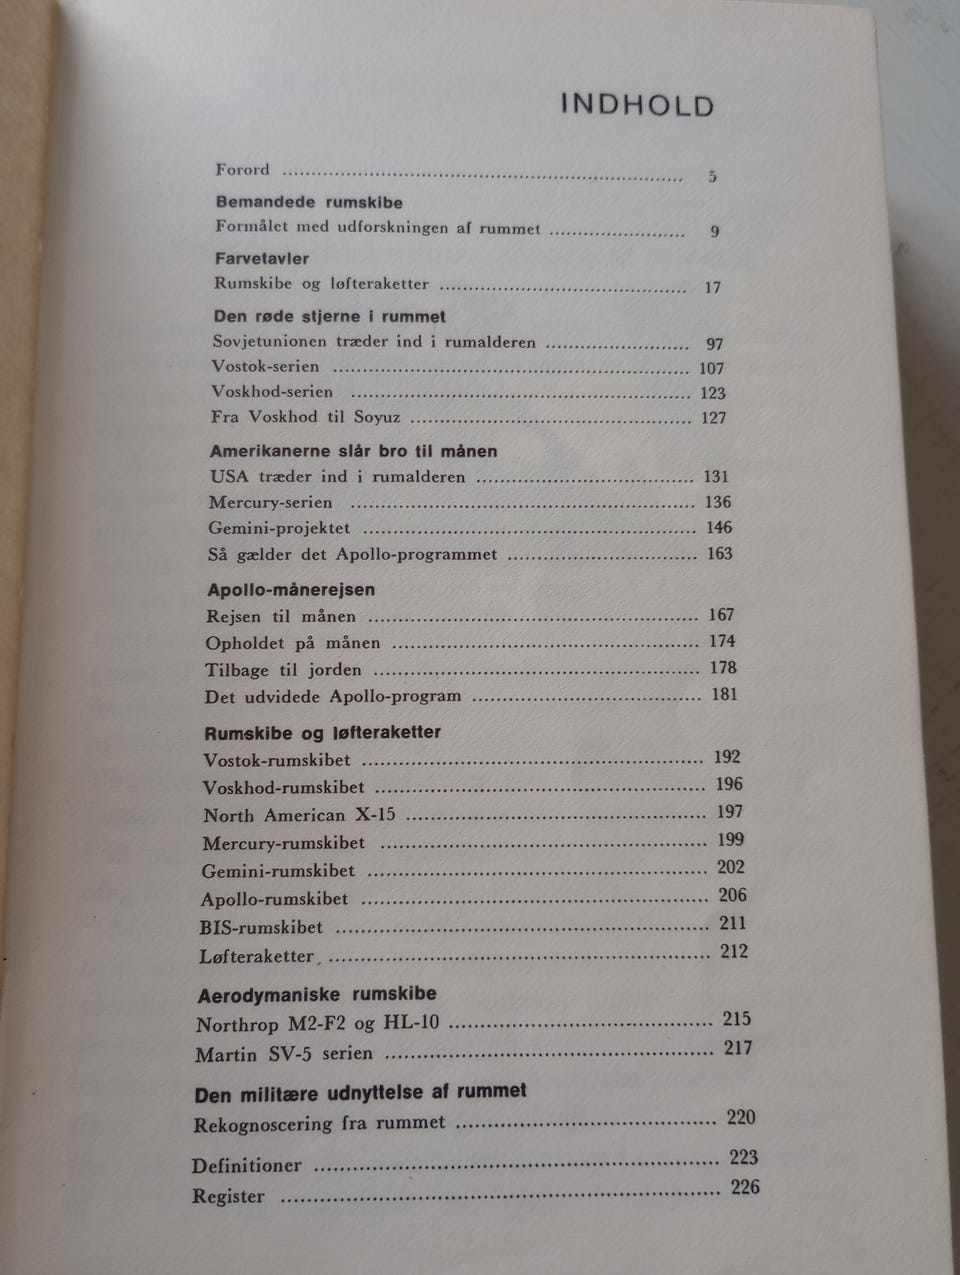 INDHOLD
Forord ........ 5
Bemandede rumskibe
Formålet med udforskningen af rummet ........ 9
Farvetavler
Rumskibe og løfteraketter ........ 17
Den røde stjerne i rummet
Sovjetunionen træder ind i rumalderen ........ 97
Vostok-serien ........ 107
Voskhod-serien ........ 123
Fra Voskhod til Soyuz ........ 127
Amerikanerne slår bro til månen
USA træder ind i rumalderen ........ 131
Mercury-serien ........ 136
Gemini-projektet ........ 146
Så gælder det Apollo-programmet ........ 163
Apollo-månerejsen
Rejsen til månen ........ 167
Opholdet på månen ........ 174
Tilbage til jorden ........ 178
Det udvidede Apollo-program ........ 181
Rumskibe og løfteraketter
Vostok-rumskibet ........ 192
Voskhod-rumskibet ........ 196
North American X-15 ........ 197
Mercury-rumskibet ........ 199
Gemini-rumskibet ........ 202
Apollo-rumskibet ........ 206
BIS-rumskibet ........ 211
Løfteraketter ........ 212
Aerodymaniske rumskibe
Northrop M2-F2 og HL-10 ........ 215
Martin SV-5 serien ........ 217
Den militære udnyttelse af rummet
Rekognoscering fra rummet ........ 220
Definitioner ........ 223
Register ........ 226